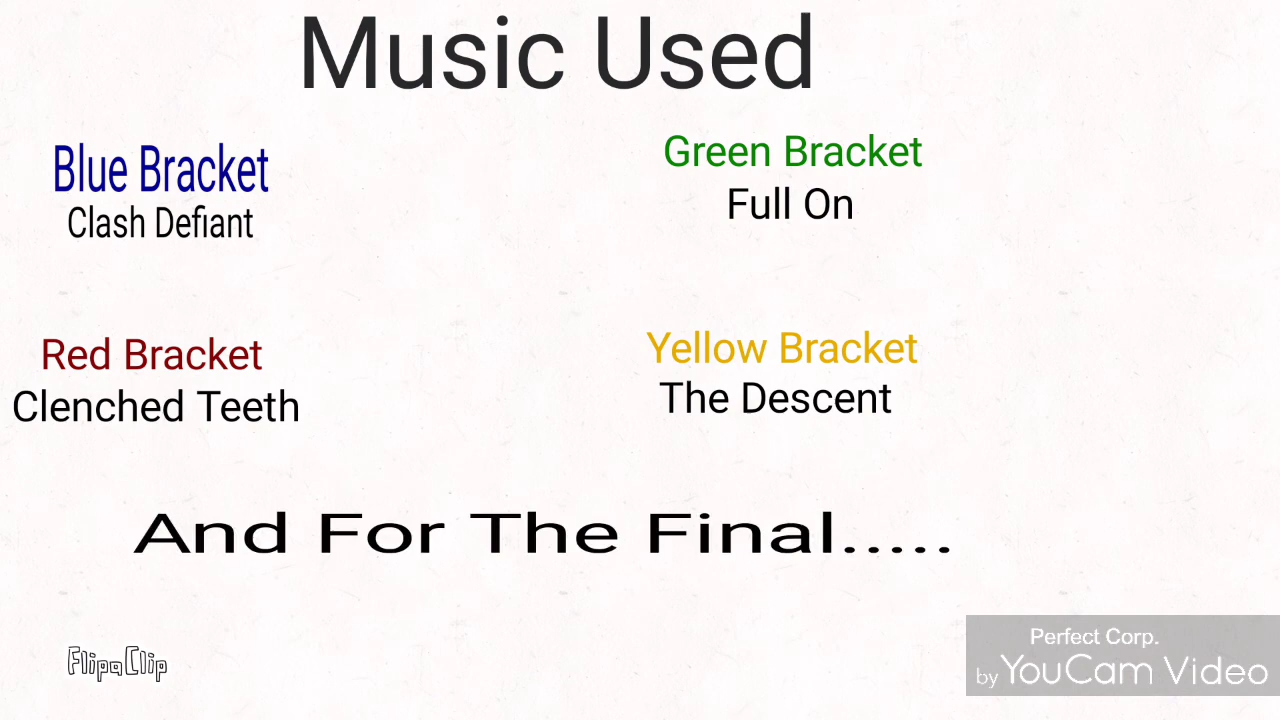 Music Used
Blue Bracket
Clash Defiant
Green Bracket
Full On
Red Bracket
Clenched Teeth
Yellow Bracket
The Descent
And For The Final.....
FlipaClip
Perfect Corp.
by YouCam Video